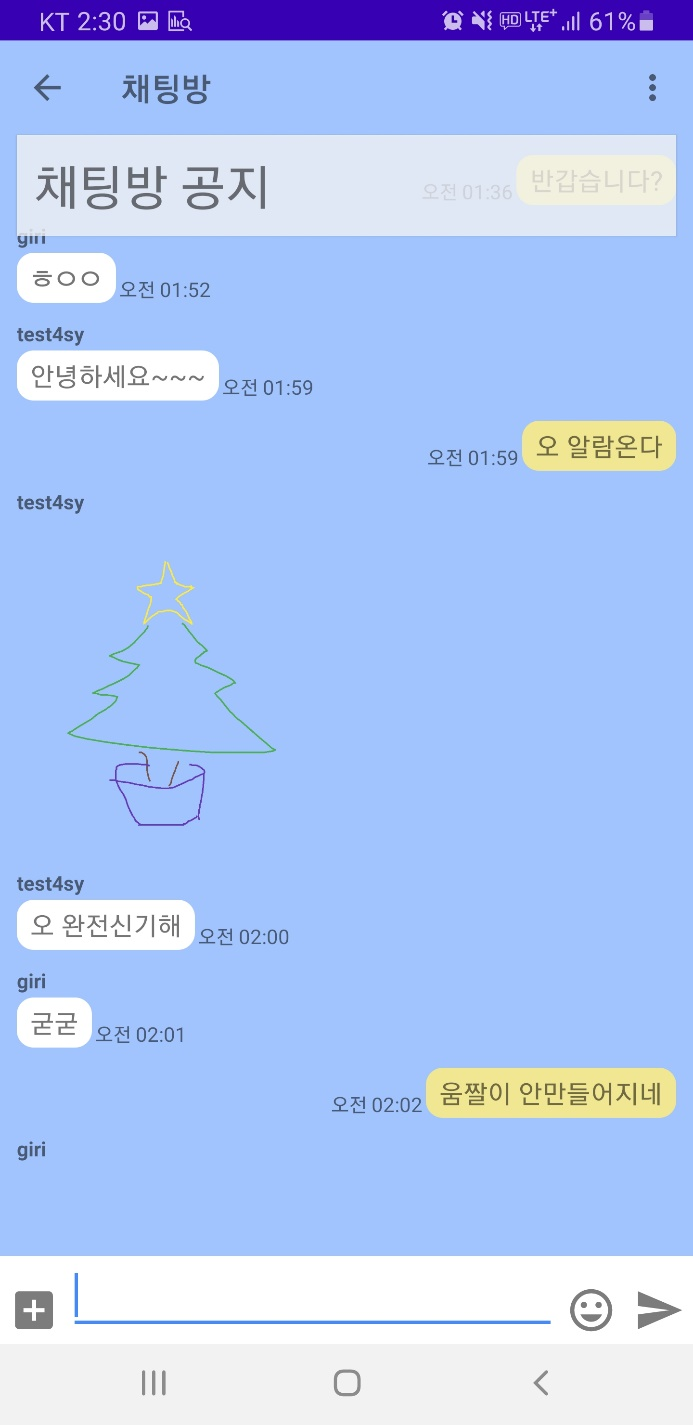 KT 2:30 HD LTE+ 61%
채팅방
채팅방 공지
오전 01:36 반갑습니다?
giri
ㅎㅇㅇ 오전 01:52
test4sy
안녕하세요~~~ 오전 01:59
오전 01:59 오 알람온다
test4sy
test4sy
오 완전신기해 오전 02:00
giri
굳굳 오전 02:01
오전 02:02 움짤이 안만들어지네
giri